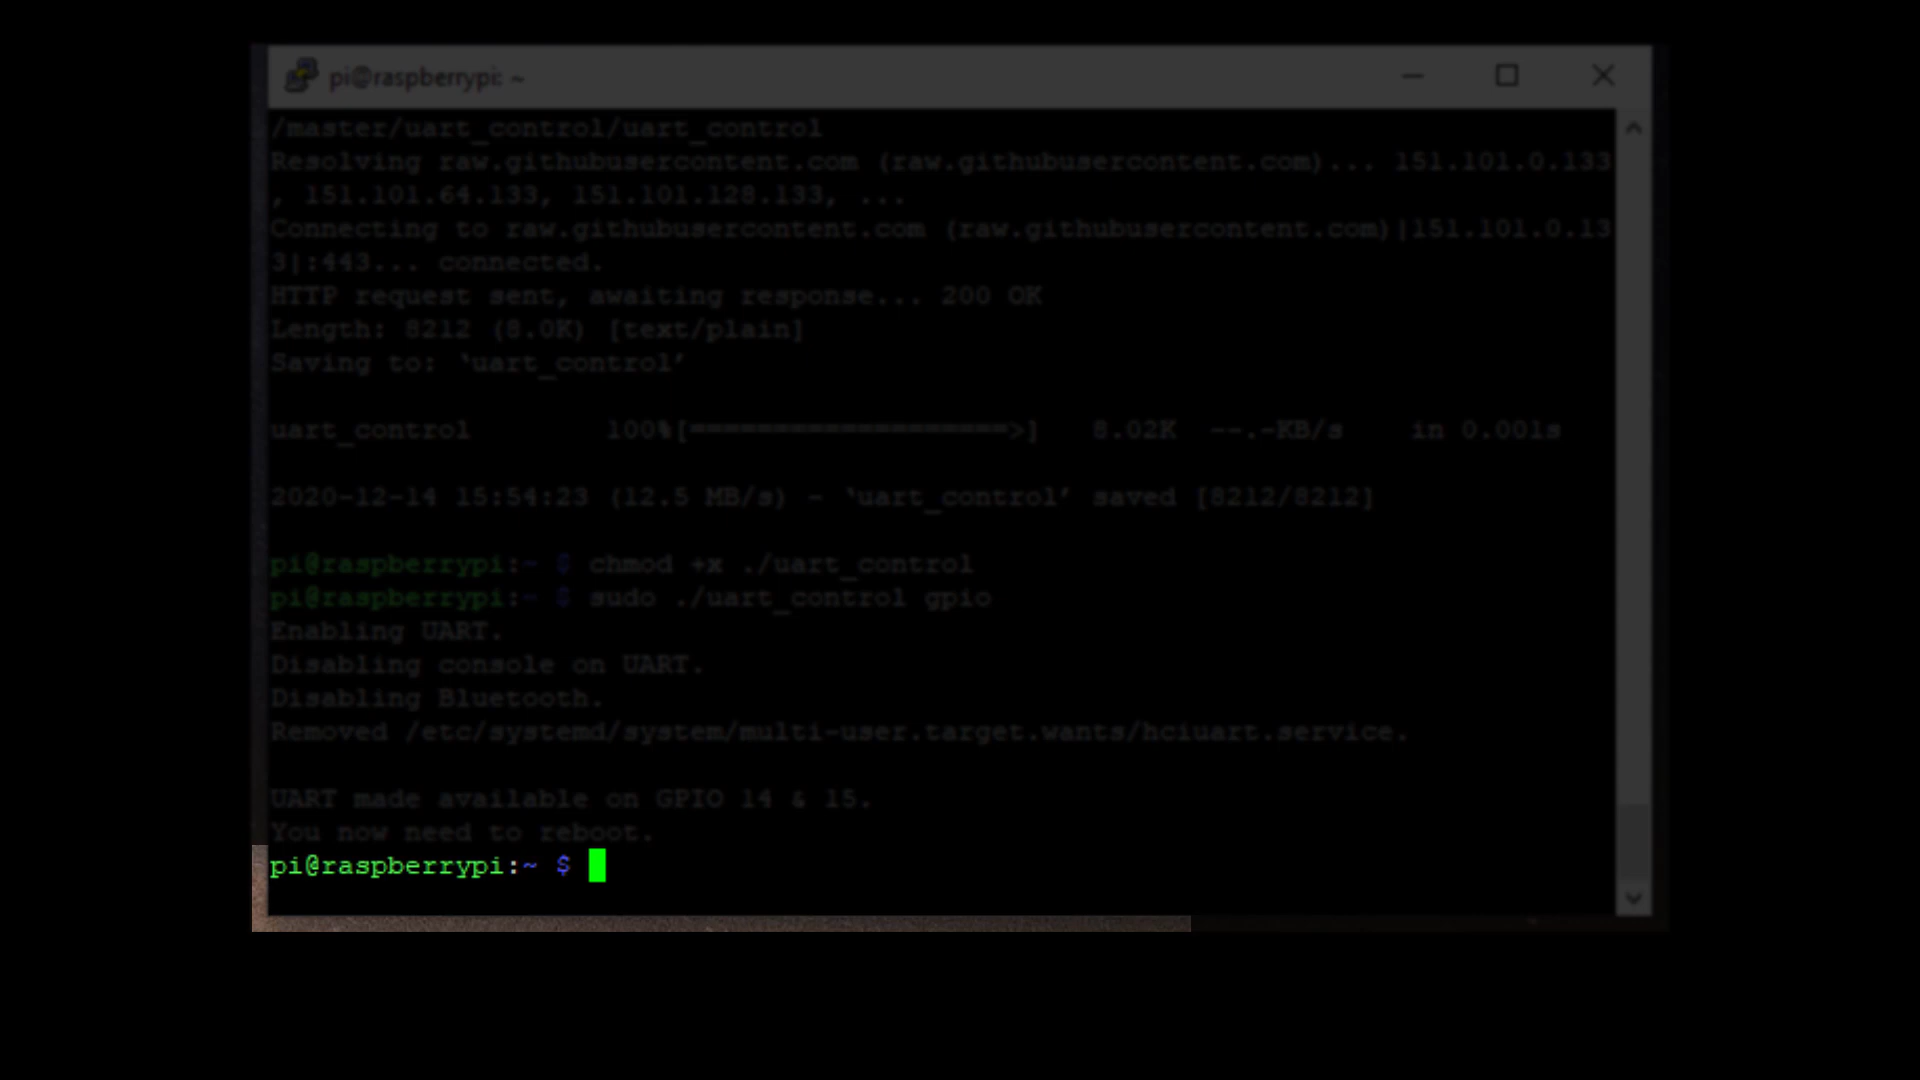 pi@raspberrypi: ~
/master/uart_control/uart_control
Resolving raw.githubusercontent.com (raw.githubusercontent.com)... 151.101.0.133
, 151.101.64.133, 151.101.128.133, ...
Connecting to raw.githubusercontent.com (raw.githubusercontent.com)|151.101.0.13
3|:443... connected.
HTTP request sent, awaiting response... 200 OK
Length: 8212 (8.0K) [text/plain]
Saving to: ‘uart_control’
uart_control        100%[===================>]   8.02K  --.-KB/s    in 0.001s
2020-12-14 15:54:23 (12.5 MB/s) - ‘uart_control’ saved [8212/8212]
pi@raspberrypi:~ $ chmod +x ./uart_control
pi@raspberrypi:~ $ sudo ./uart_control gpio
Enabling UART.
Disabling console on UART.
Disabling Bluetooth.
Removed /etc/systemd/system/multi-user.target.wants/hciuart.service.
UART made available on GPIO 14 & 15.
You now need to reboot.
pi@raspberrypi:~ $